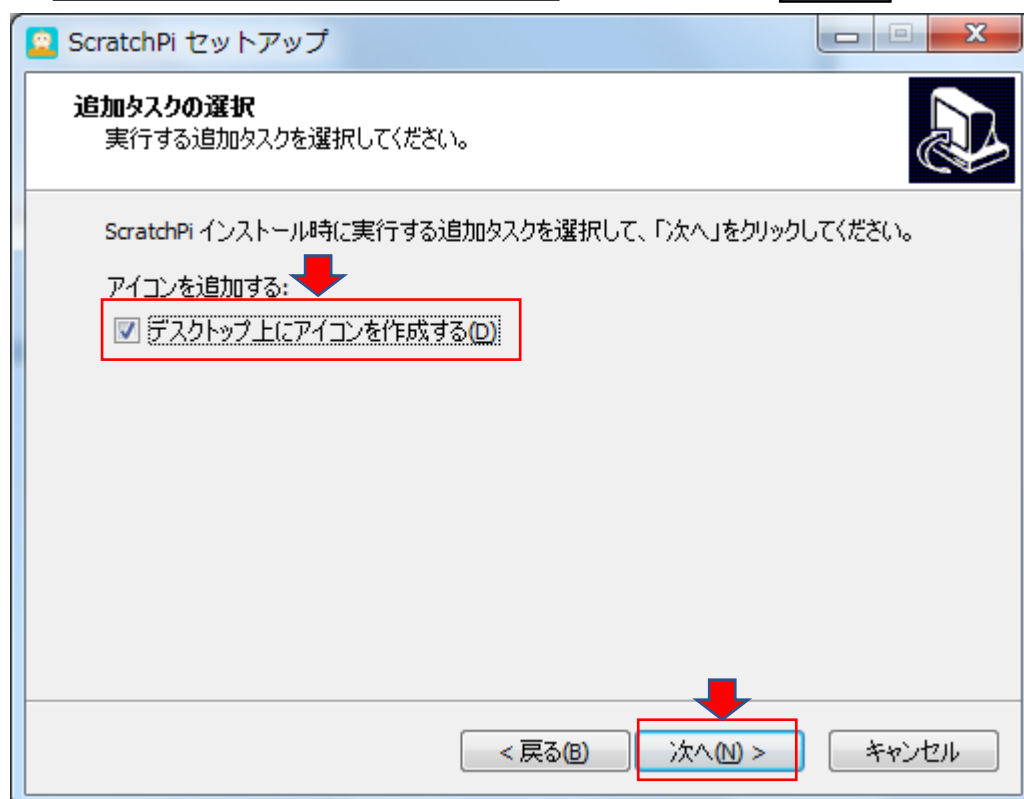 ScratchPi セットアップ
追加タスクの選択
実行する追加タスクを選択してください。
ScratchPi インストール時に実行する追加タスクを選択して、「次へ」をクリックしてください。
アイコンを追加する:
デスクトップ上にアイコンを作成する(D)
< 戻る(B) 次へ(N) > キャンセル